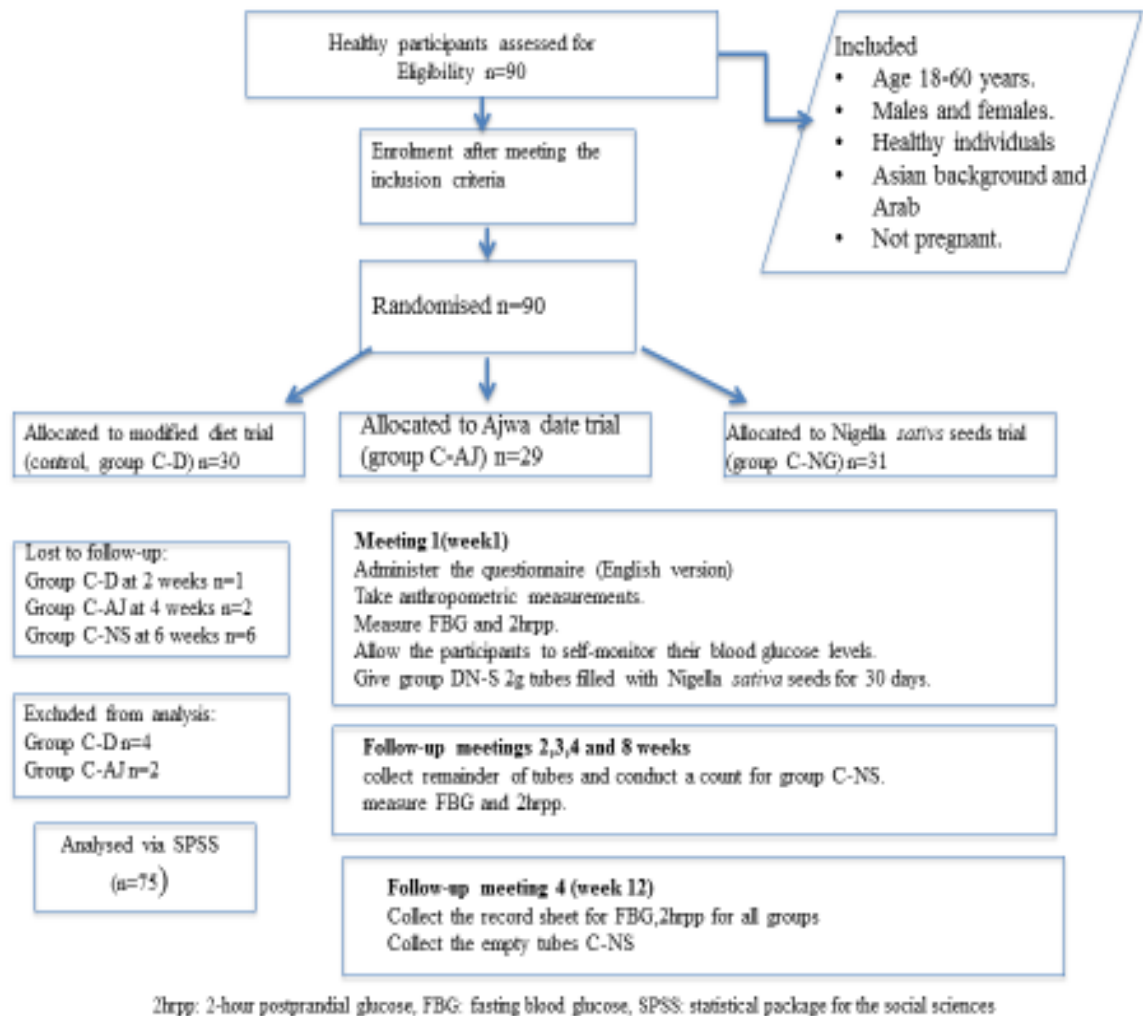 Healthy participants assessed for
Eligibility n=90
Included
• Age 18-60 years.
• Males and females.
• Healthy individuals
• Asian background and
Arab
• Not pregnant.
Enrolment after meeting the
inclusion criteria
Randomised n=90
Allocated to modified diet trial
(control, group C-D) n=30
Allocated to Ajwa date trial
(group C-AJ) n=29
Allocated to Nigella sativs seeds trial
(group C-NG) n=31
Lost to follow-up:
Group C-D at 2 weeks n=1
Group C-AJ at 4 weeks n=2
Group C-NS at 6 weeks n=6
Excluded from analysis:
Group C-D n=4
Group C-AJ n=2
Analysed via SPSS
(n=75)
Meeting 1(week1)
Administer the questionnaire (English version)
Take anthropometric measurements.
Measure FBG and 2hrpp.
Allow the participants to self-monitor their blood glucose levels.
Give group DN-S 2g tubes filled with Nigella sativa seeds for 30 days.
Follow-up meetings 2,3,4 and 8 weeks
collect remainder of tubes and conduct a count for group C-NS.
measure FBG and 2hrpp.
Follow-up meeting 4 (week 12)
Collect the record sheet for FBG,2hrpp for all groups
Collect the empty tubes C-NS
2hrpp: 2-hour postprandial glucose, FBG: fasting blood glucose, SPSS: statistical package for the social sciences